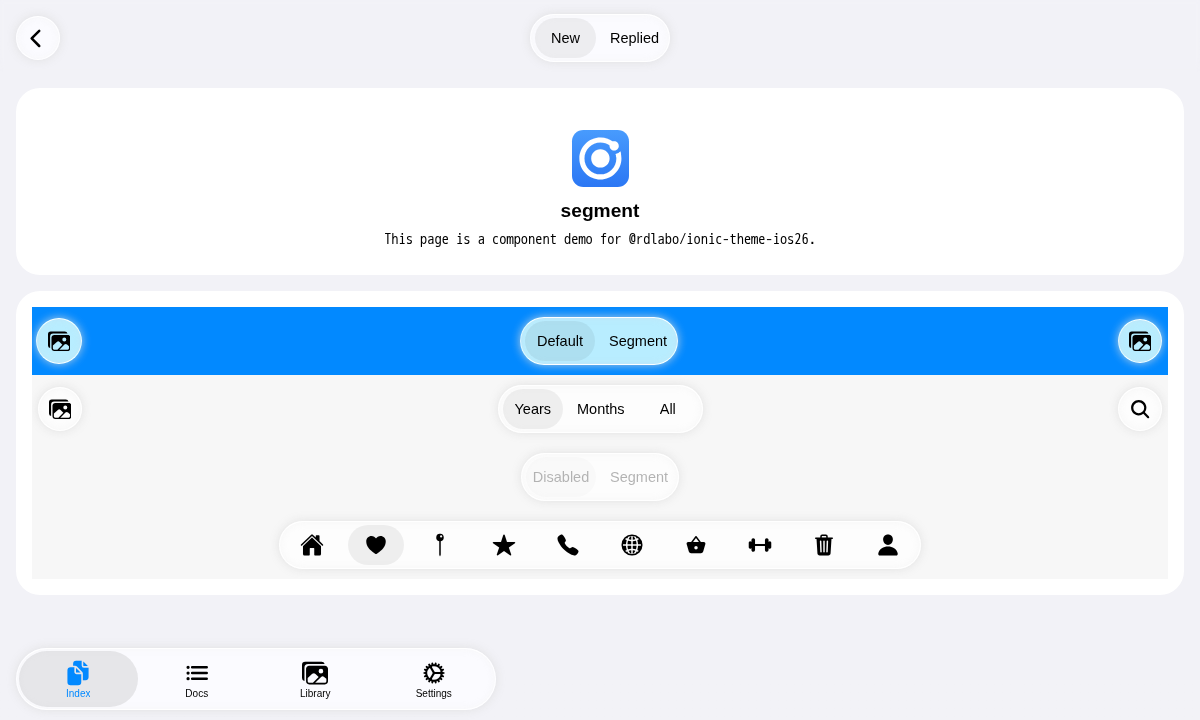 New Replied
segment
This page is a component demo for @rdlabo/ionic-theme-ios26.
Default Segment
Years Months All
Disabled Segment
Index Docs Library Settings